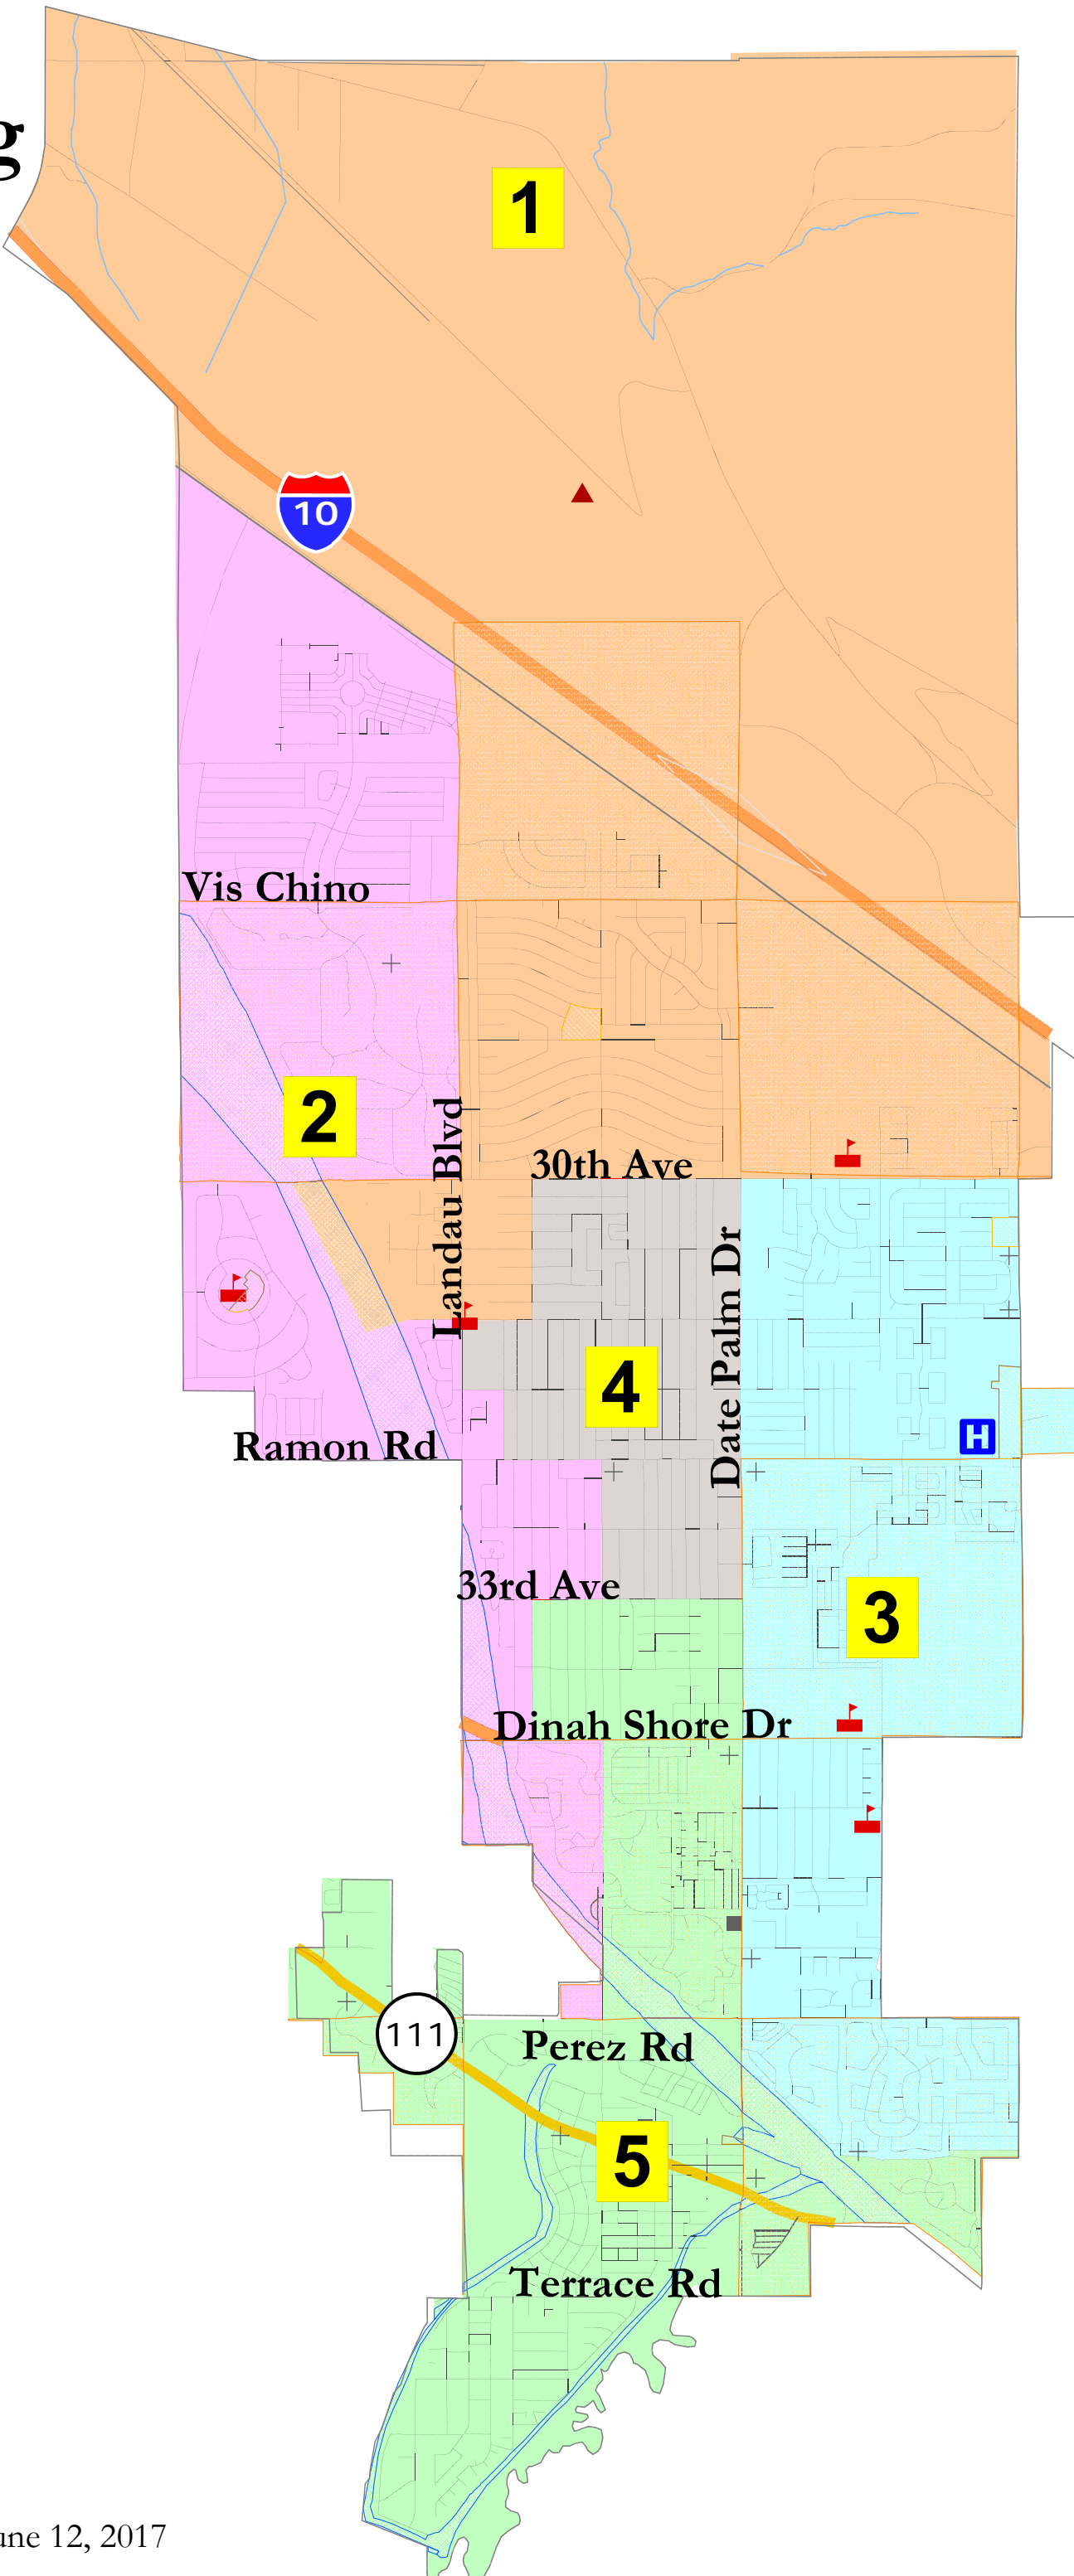 g
1
10
Vis Chino
2
Landau Blvd
30th Ave
Date Palm Dr
4
H
Ramon Rd
33rd Ave
3
Dinah Shore Dr
111
Perez Rd
5
Terrace Rd
une 12, 2017